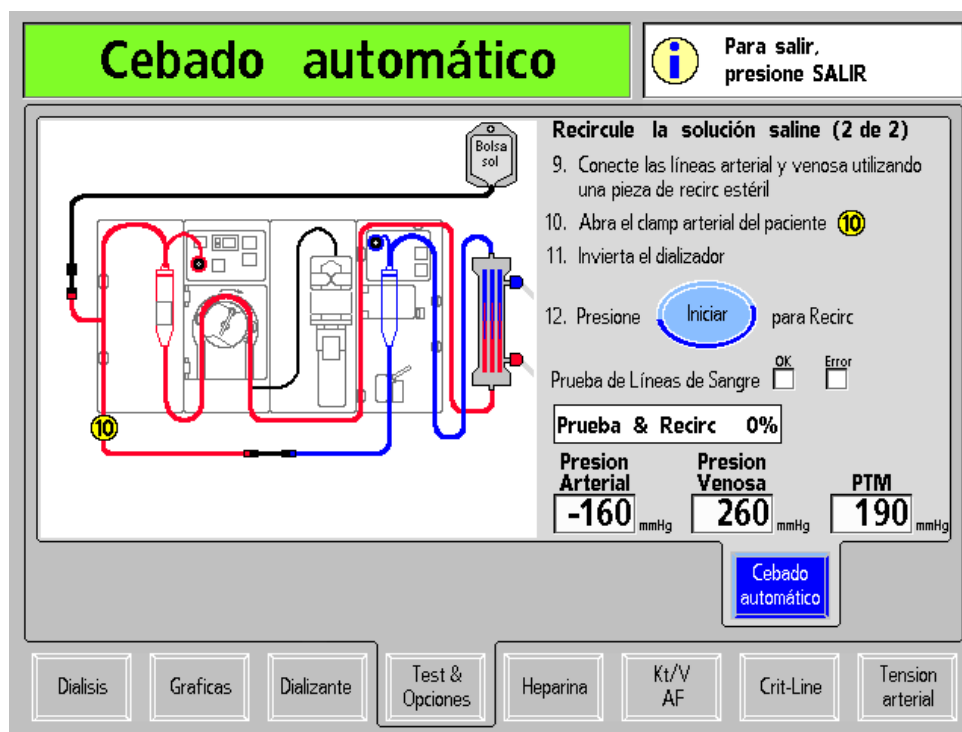 Cebado automático
Para salir,
presione SALIR
Bolsa
sol
10
Recircule la solución saline (2 de 2)
9. Conecte las líneas arterial y venosa utilizando
una pieza de recirc estéril
10. Abra el clamp arterial del paciente 10
11. Invierta el dializador
12. Presione Iniciar para Recirc
OK Error
Prueba de Líneas de Sangre
Prueba & Recirc 0%
Presion
Arterial
-160 mmHg
Presion
Venosa
260 mmHg
PTM
190 mmHg
Cebado
automático
Dialisis
Graficas
Dializante
Test &
Opciones
Heparina
Kt/V
AF
Crit-Line
Tension
arterial